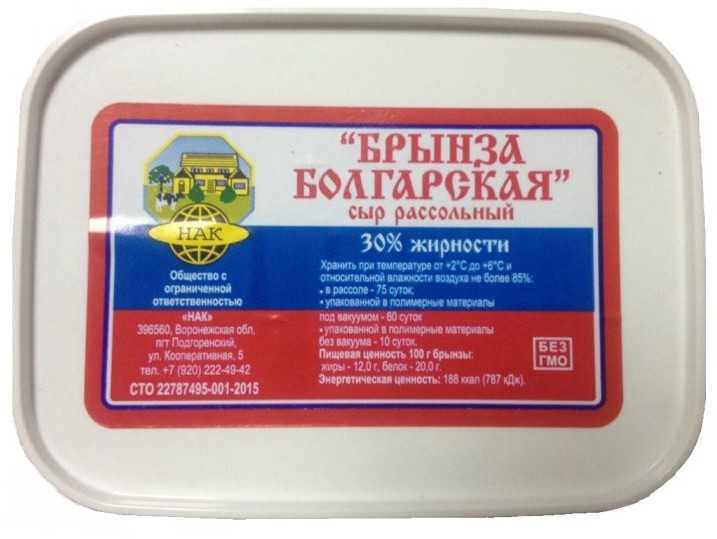 "БРЫНЗА
БОЛГАРСКАЯ"
сыр рассольный
30% жирности
НАК
Общество с
ограниченной
ответственностью
«НАК»
396560, Воронежская обл,
пгт Подгоренский,
ул. Кооперативная, 5
тел. +7 (920) 222-49-42
СТО 22787495-001-2015
Хранить при температуре от +2°С до +6°С и
относительной влажности воздуха не более 85%:
• в рассоле - 75 суток;
• упакованной в полимерные материалы
под вакуумом - 60 суток
• упакованной в полимерные материалы
без вакуума - 10 суток.
Пищевая ценность 100 г брынзы:
жиры - 12,0 г, белок - 20,0 г.
Энергетическая ценность: 188 ккал (787 кДж).
БЕЗ
ГМО